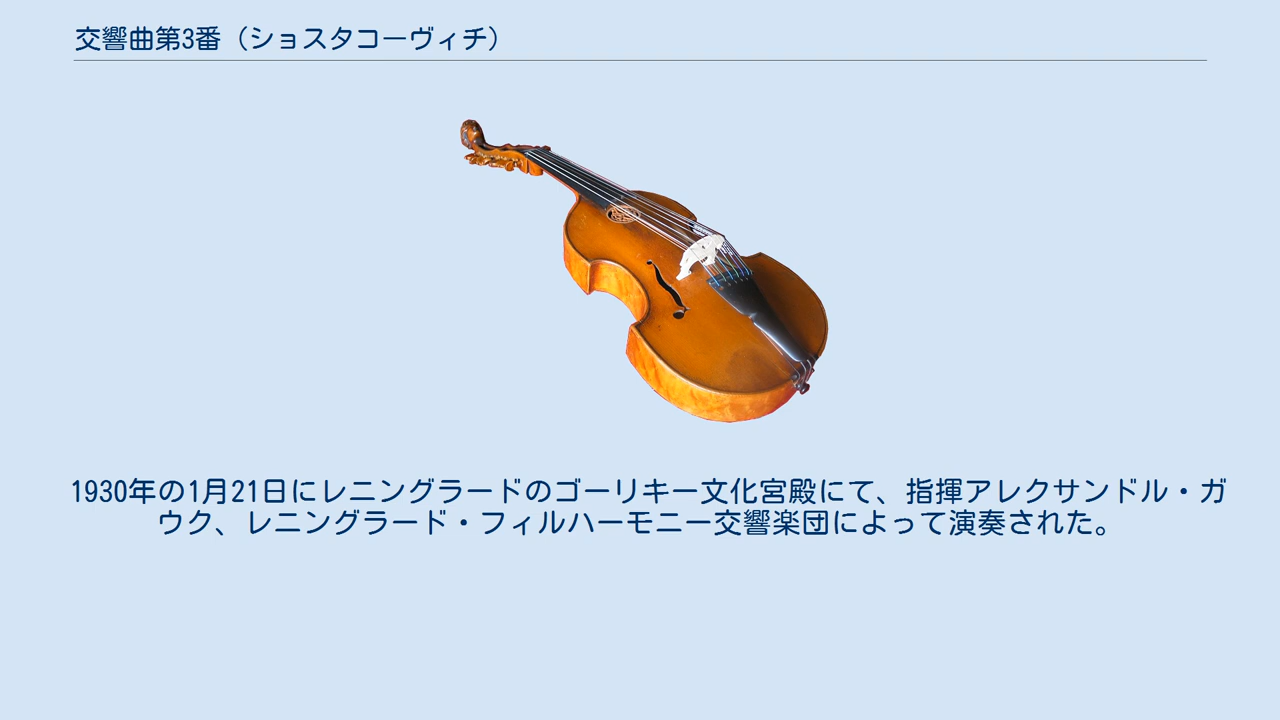 交響曲第3番（ショスタコーヴィチ）
1930年の1月21日にレニングラードのゴーリキー文化宮殿にて、指揮アレクサンドル・ガ
ウク、レニングラード・フィルハーモニー交響楽団によって演奏された。